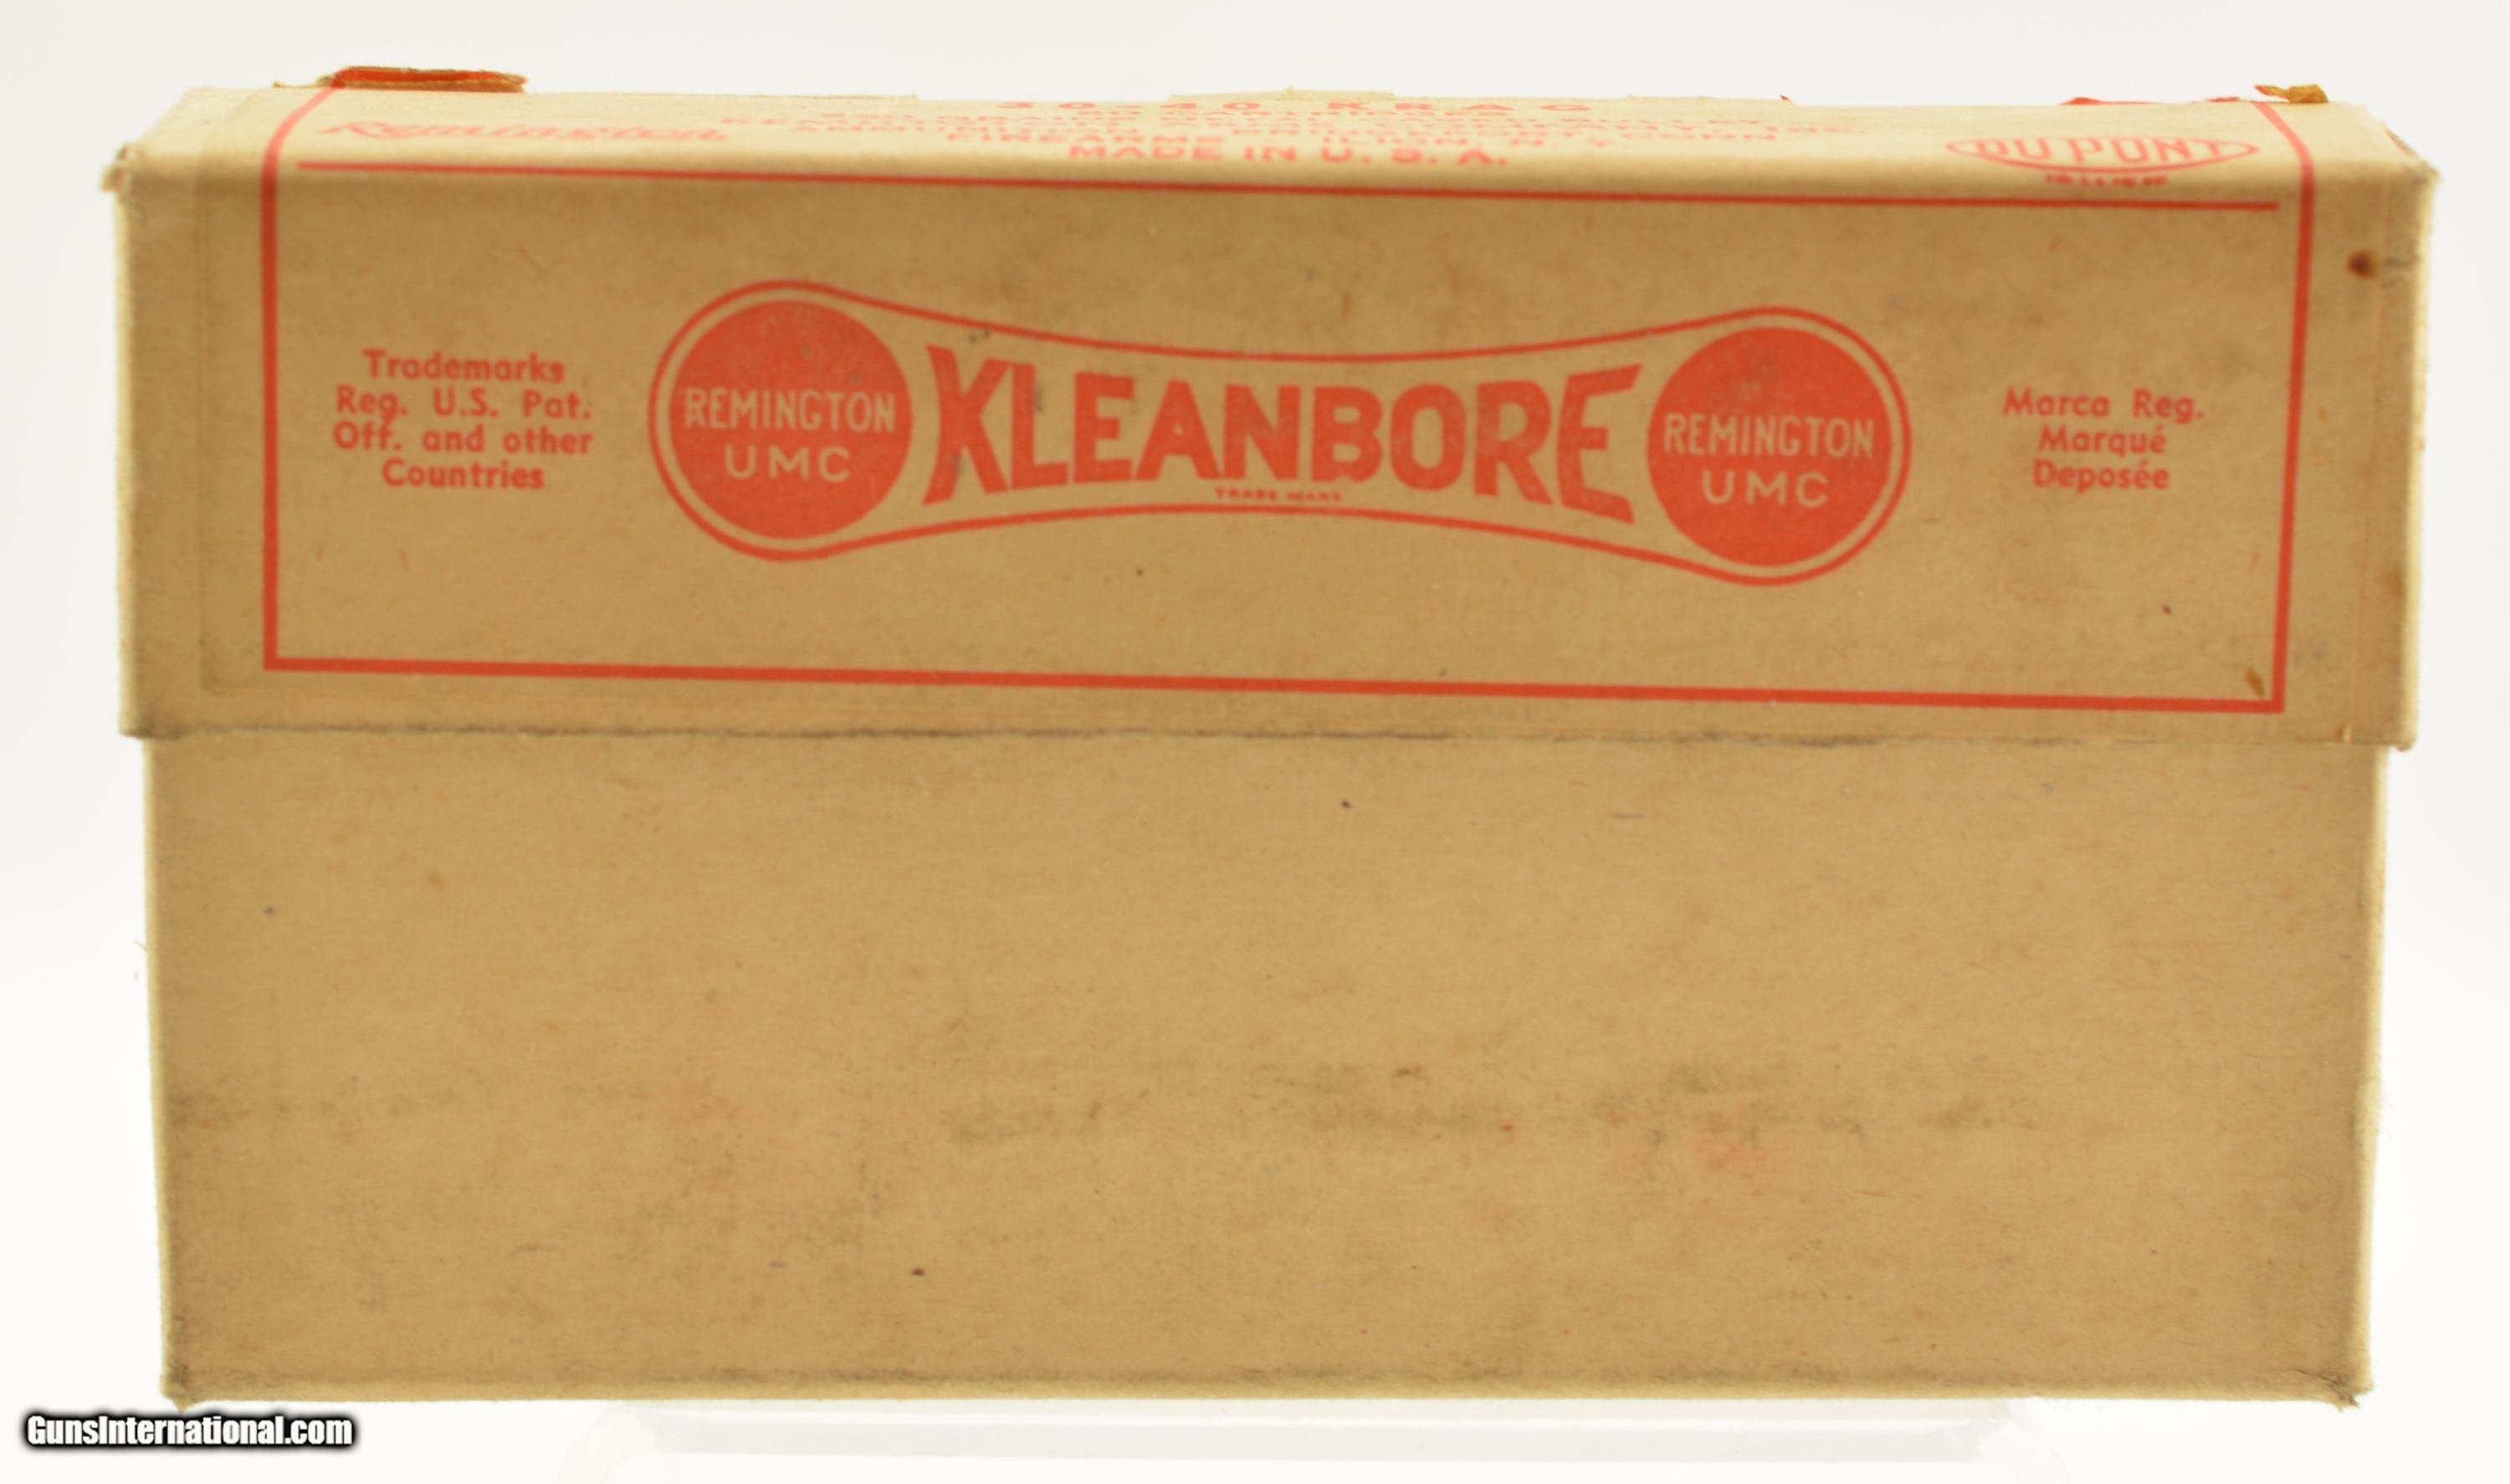 30-40 KRAG
Remington
MADE IN U. S. A.
DU PONT
Trademarks
Reg. U.S. Pat.
Off. and other
Countries
REMINGTON
UMC
KLEANBORE
TRADE MARK
REMINGTON
UMC
Marca Reg.
Marqué
Deposée
GunsInternational.com